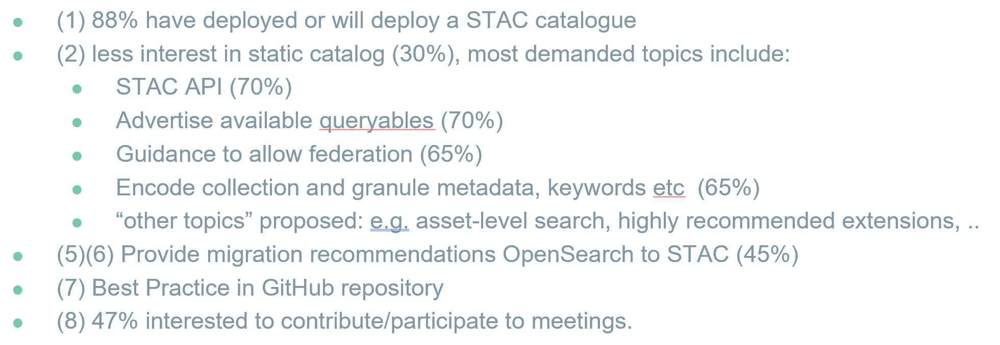 (1) 88% have deployed or will deploy a STAC catalogue
(2) less interest in static catalog (30%), most demanded topics include:
STAC API (70%)
Advertise available queryables (70%)
Guidance to allow federation (65%)
Encode collection and granule metadata, keywords etc  (65%)
“other topics” proposed: e.g. asset-level search, highly recommended extensions, ..
(5)(6) Provide migration recommendations OpenSearch to STAC (45%)
(7) Best Practice in GitHub repository
(8) 47% interested to contribute/participate to meetings.